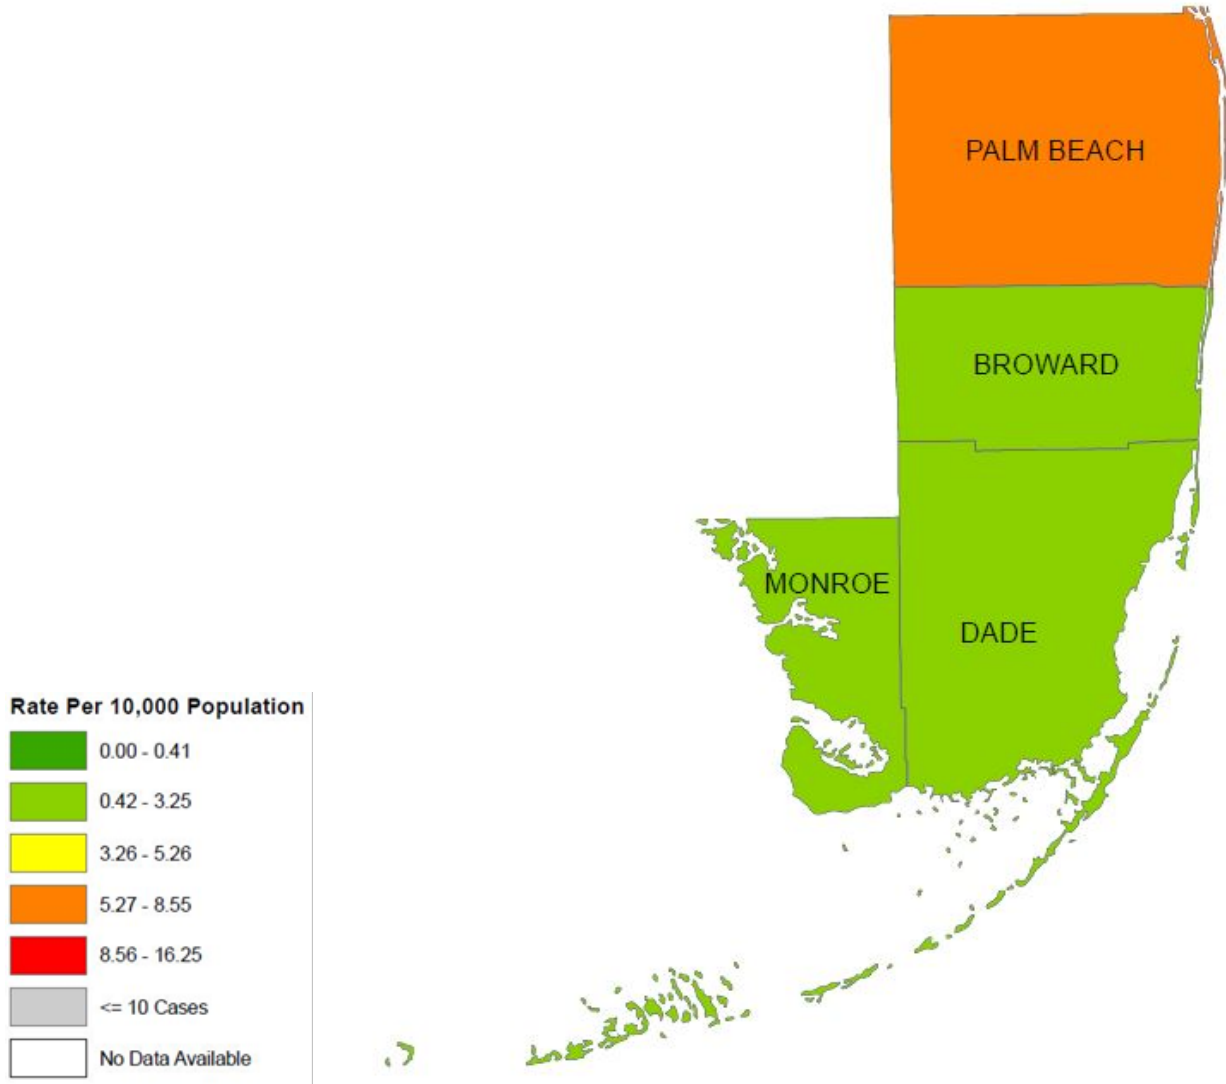 PALM BEACH
BROWARD
MONROE
DADE
Rate Per 10,000 Population
0.00 - 0.41
0.42 - 3.25
3.26 - 5.26
5.27 - 8.55
8.56 - 16.25
<= 10 Cases
No Data Available